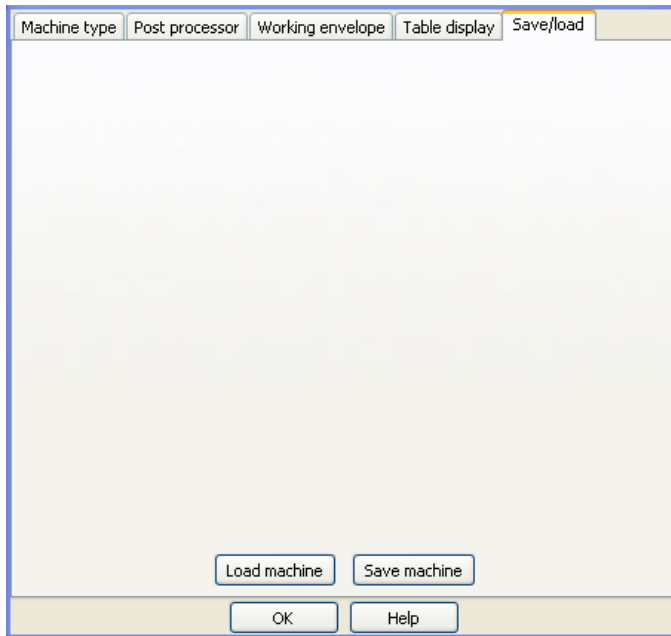 Machine type Post processor Working envelope Table display Save/load
Load machine Save machine
OK Help